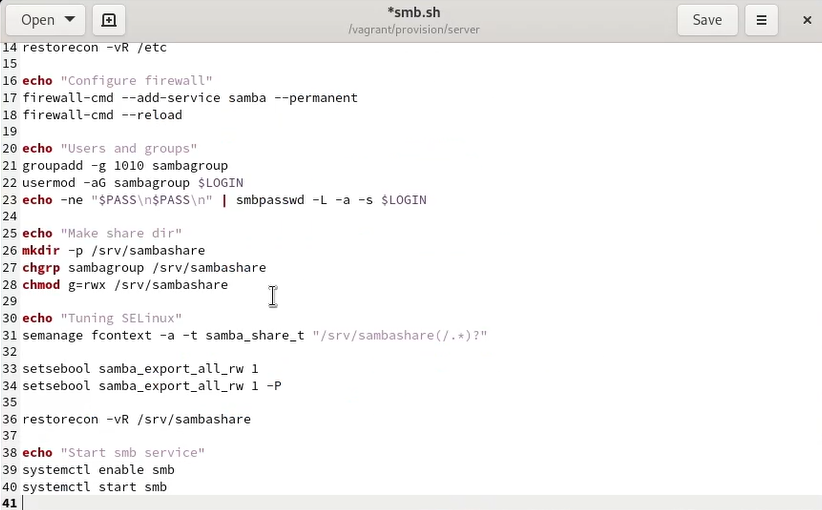 Open
*smb.sh
/vagrant/provision/server
Save
14 restorecon -vR /etc
15
16 echo "Configure firewall"
17 firewall-cmd --add-service samba --permanent
18 firewall-cmd --reload
19
20 echo "Users and groups"
21 groupadd -g 1010 sambagroup
22 usermod -aG sambagroup $LOGIN
23 echo -ne "$PASS\n$PASS\n" | smbpasswd -L -a -s $LOGIN
24
25 echo "Make share dir"
26 mkdir -p /srv/sambashare
27 chgrp sambagroup /srv/sambashare
28 chmod g=rwx /srv/sambashare
29
30 echo "Tuning SELinux"
31 semanage fcontext -a -t samba_share_t "/srv/sambashare(/.*)?"
32
33 setsebool samba_export_all_rw 1
34 setsebool samba_export_all_rw 1 -P
35
36 restorecon -vR /srv/sambashare
37
38 echo "Start smb service"
39 systemctl enable smb
40 systemctl start smb
41